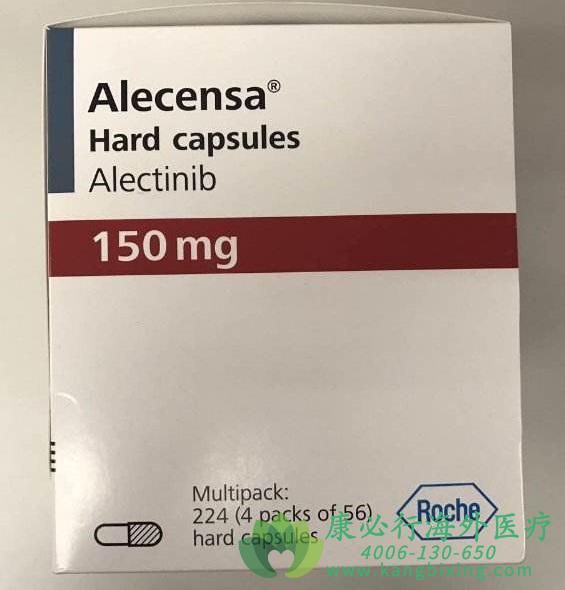 Alecensa®
Hard capsules
Alectinib
150 mg
Multipack:
224 (4 packs of 56)
hard capsules
Roche
康必行海外医疗
4006-130-650
www.kangbixing.com